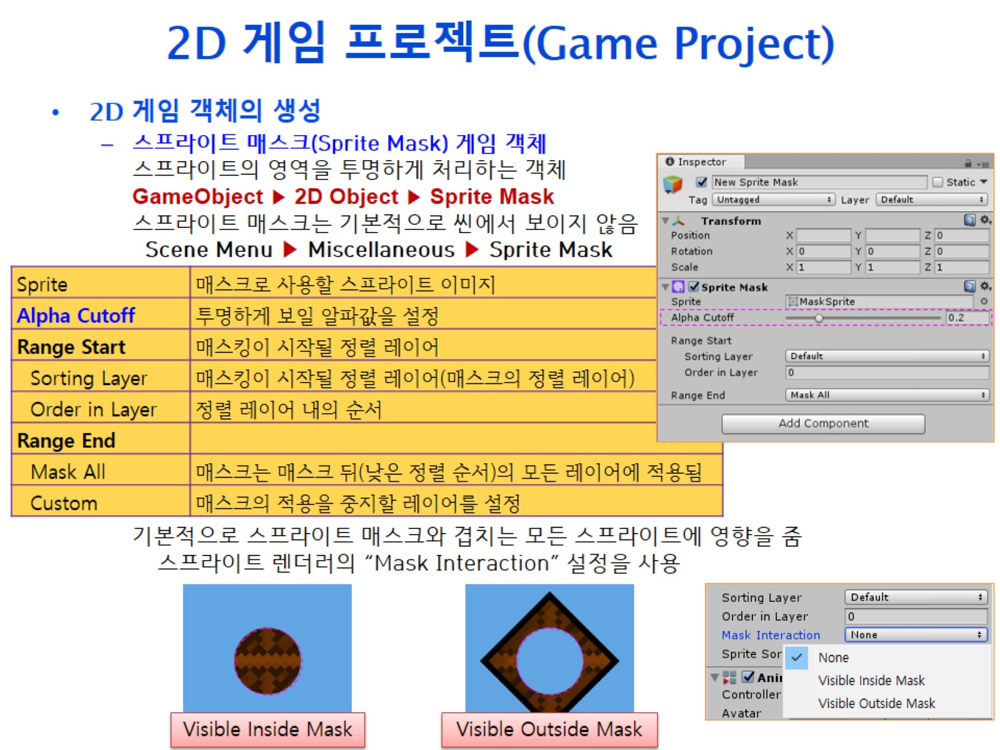 2D 게임 프로젝트(Game Project)
• 2D 게임 객체의 생성
– 스프라이트 매스크(Sprite Mask) 게임 객체
스프라이트의 영역을 투명하게 처리하는 객체
GameObject ▶ 2D Object ▶ Sprite Mask
스프라이트 매스크는 기본적으로 씬에서 보이지 않음
Scene Menu ▶ Miscellaneous ▶ Sprite Mask
Sprite 매스크로 사용할 스프라이트 이미지
Alpha Cutoff 투명하게 보일 알파값을 설정
Range Start 매스킹이 시작될 정렬 레이어
Sorting Layer 매스킹이 시작될 정렬 레이어(매스크의 정렬 레이어)
Order in Layer 정렬 레이어 내의 순서
Range End
Mask All 매스크는 매스크 뒤(낮은 정렬 순서)의 모든 레이어에 적용됨
Custom 매스크의 적용을 중지할 레이어를 설정
Inspector
New Sprite Mask Static
Tag Untagged Layer Default
Transform
Position X Y Z 0
Rotation X 0 Y 0 Z 0
Scale X 1 Y 1 Z 1
Sprite Mask
Sprite MaskSprite
Alpha Cutoff 0.2
Range Start
Sorting Layer Default
Order in Layer 0
Range End Mask All
Add Component
기본적으로 스프라이트 매스크와 겹치는 모든 스프라이트에 영향을 줌
스프라이트 렌더러의 “Mask Interaction” 설정을 사용
Visible Inside Mask
Visible Outside Mask
Sorting Layer Default
Order in Layer 0
Mask Interaction None
Sprite Sor
None
Visible Inside Mask
Visible Outside Mask
Ani
Controller
Avatar